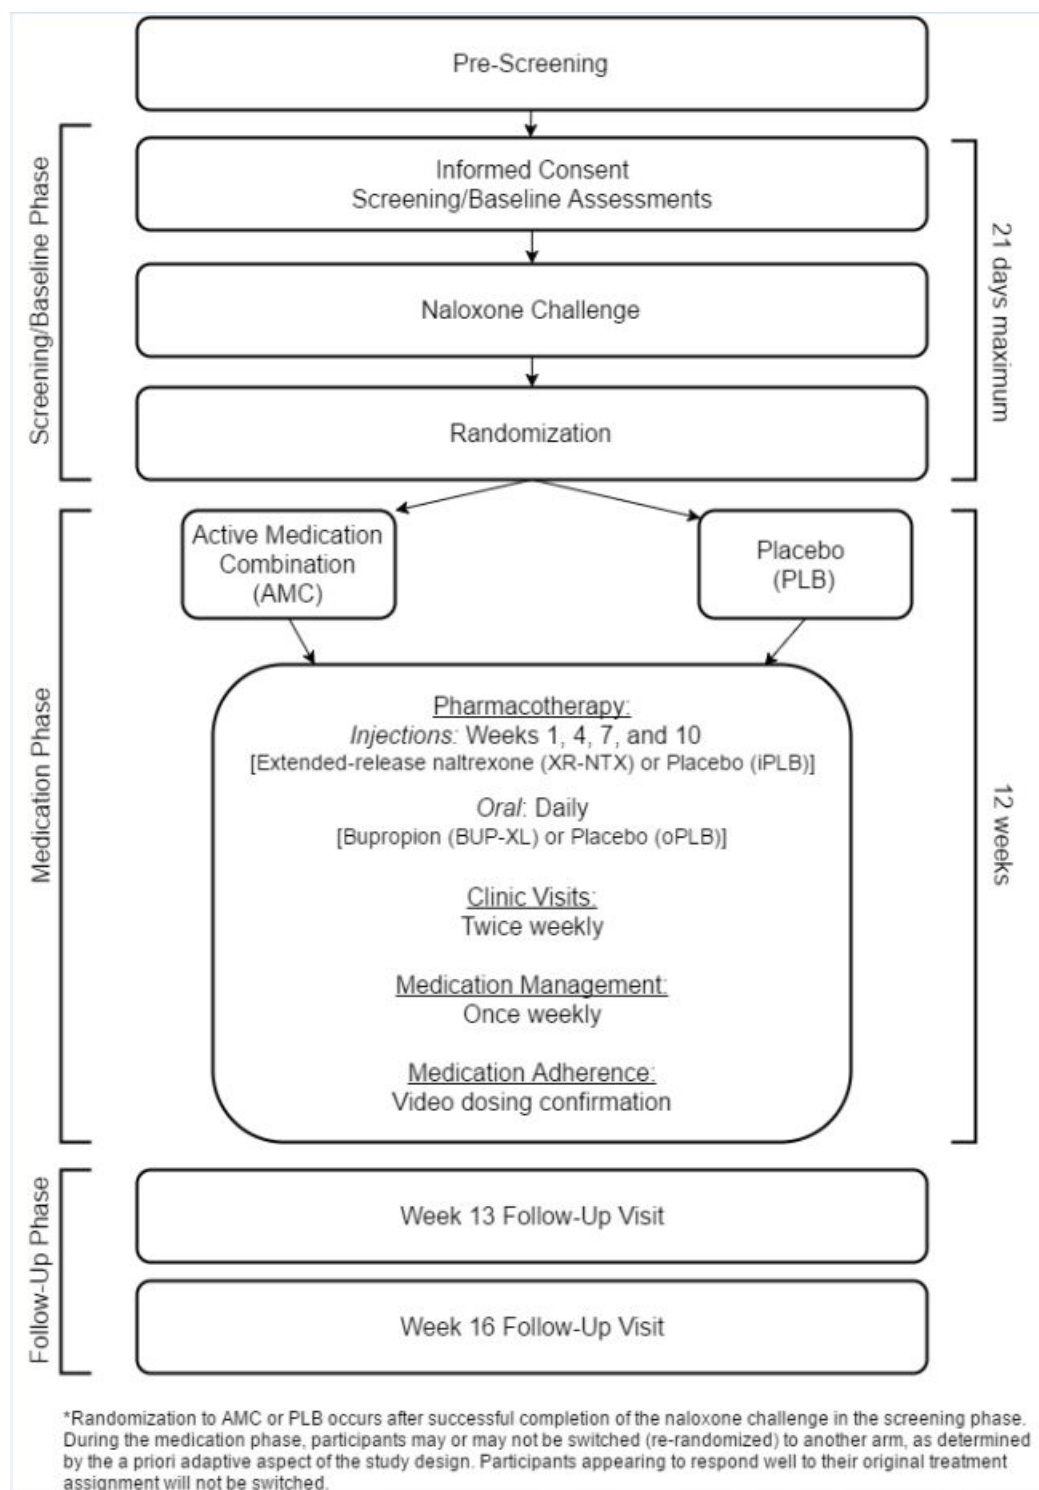 Pre-Screening
Screening/Baseline Phase
Informed Consent
Screening/Baseline Assessments
Naloxone Challenge
Randomization
21 days maximum
Medication Phase
Active Medication
Combination
(AMC)
Placebo
(PLB)
Pharmacotherapy:
Injections: Weeks 1, 4, 7, and 10
[Extended-release naltrexone (XR-NTX) or Placebo (iPLB)]
Oral: Daily
[Bupropion (BUP-XL) or Placebo (oPLB)]
Clinic Visits:
Twice weekly
Medication Management:
Once weekly
Medication Adherence:
Video dosing confirmation
12 weeks
Follow-Up Phase
Week 13 Follow-Up Visit
Week 16 Follow-Up Visit
*Randomization to AMC or PLB occurs after successful completion of the naloxone challenge in the screening phase.
During the medication phase, participants may or may not be switched (re-randomized) to another arm, as determined
by the a priori adaptive aspect of the study design. Participants appearing to respond well to their original treatment
assignment will not be switched.